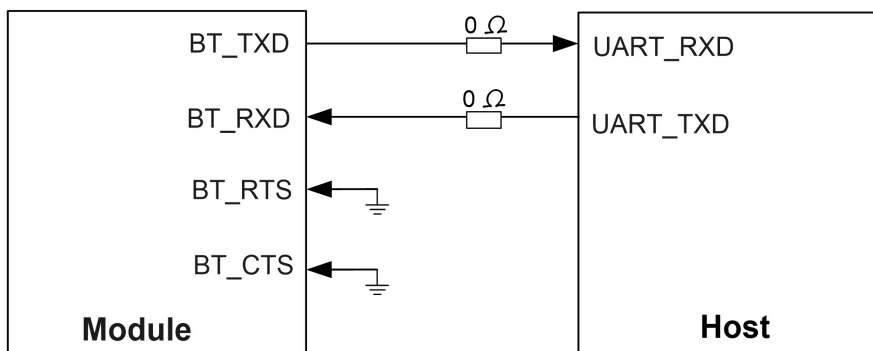 BT_TXD
0 Ω
UART_RXD
BT_RXD
0 Ω
UART_TXD
BT_RTS
BT_CTS
Module
Host